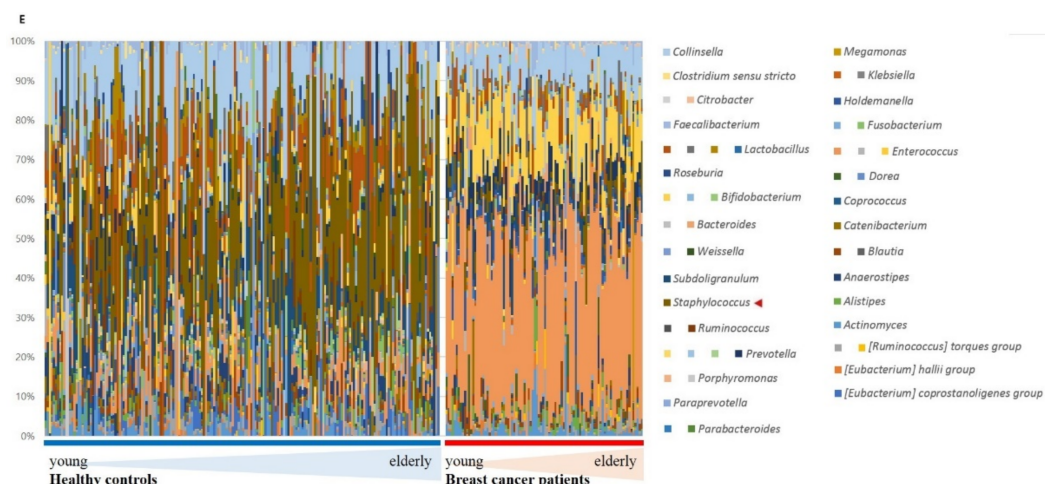 E
100%
90%
80%
70%
60%
50%
40%
30%
20%
10%
0%
young
elderly
Healthy controls
young
elderly
Breast cancer patients
Collinsella
Clostridium sensu stricto
Citrobacter
Faecalibacterium
Lactobacillus
Roseburia
Bifidobacterium
Bacteroides
Weissella
Subdoligranulum
Staphylococcus
Ruminococcus
Prevotella
Porphyromonas
Paraprevotella
Parabacteroides
Megamonas
Klebsiella
Holdemanella
Fusobacterium
Enterococcus
Dorea
Coprococcus
Catenibacterium
Blautia
Anaerostipes
Alistipes
Actinomyces
[Ruminococcus] torques group
[Eubacterium] hallii group
[Eubacterium] coprostanoligenes group